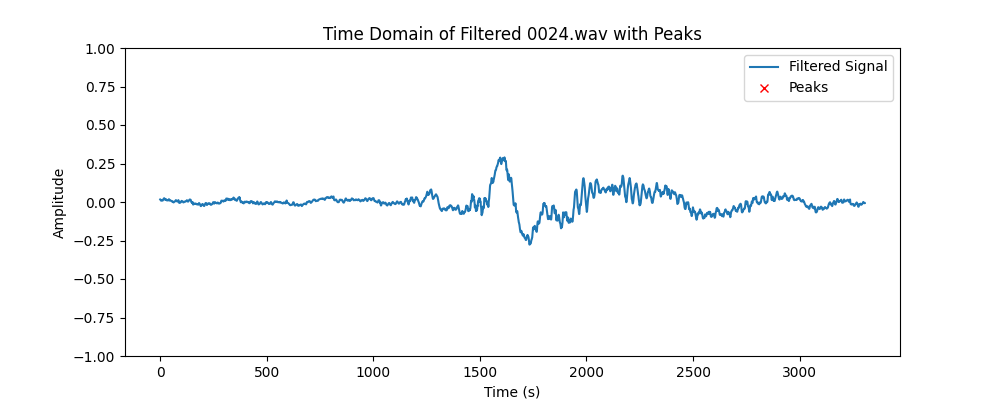 Time Domain of Filtered 0024.wav with Peaks
1.00
0.75
0.50
0.25
0.00
−0.25
−0.50
−0.75
−1.00
Amplitude
Filtered Signal
Peaks
0 500 1000 1500 2000 2500 3000
Time (s)